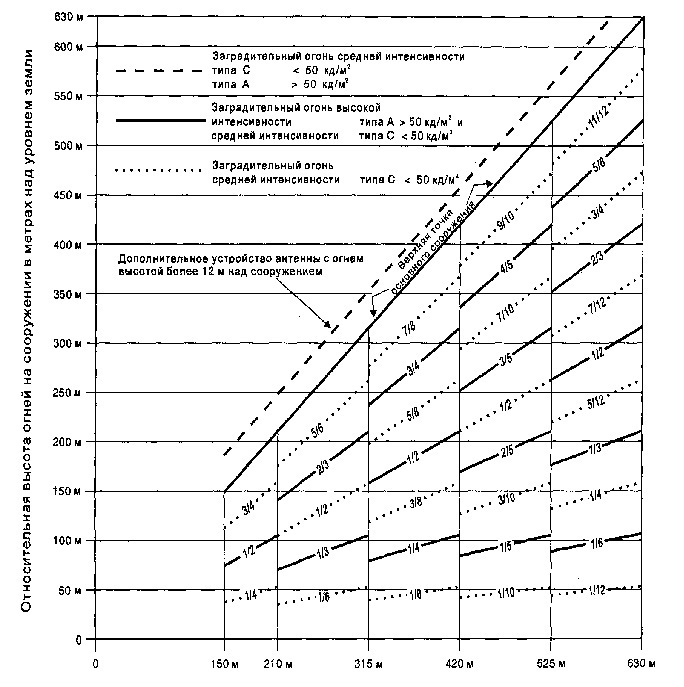 630 м
600 м
550 м
500 м
450 м
400 м
350 м
300 м
250 м
200 м
150 м
100 м
50 м
0
Относительная высота огней на сооружении в метрах над уровнем земли
Заградительный огонь средней интенсивности
типа С < 50 кд/м²
типа А > 50 кд/м²
Заградительный огонь высокой
интенсивности типа А > 50 кд/м² и
средней интенсивности типа С < 50 кд/м²
Заградительный огонь
средней интенсивности типа С < 50 кд/м²
Дополнительное устройство антенны с огнем
высотой более 12 м над сооружением
Верхняя точка
основного сооружения
3/4
1/2
1/4
5/6
2/3
1/2
1/3
1/6
7/8
3/4
5/8
1/2
3/8
1/4
1/8
9/10
4/5
7/10
3/5
1/2
2/5
3/10
1/5
1/10
11/12
5/6
3/4
2/3
7/12
1/2
5/12
1/3
1/4
1/6
1/12
0
150 м
210 м
315 м
420 м
525 м
630 м